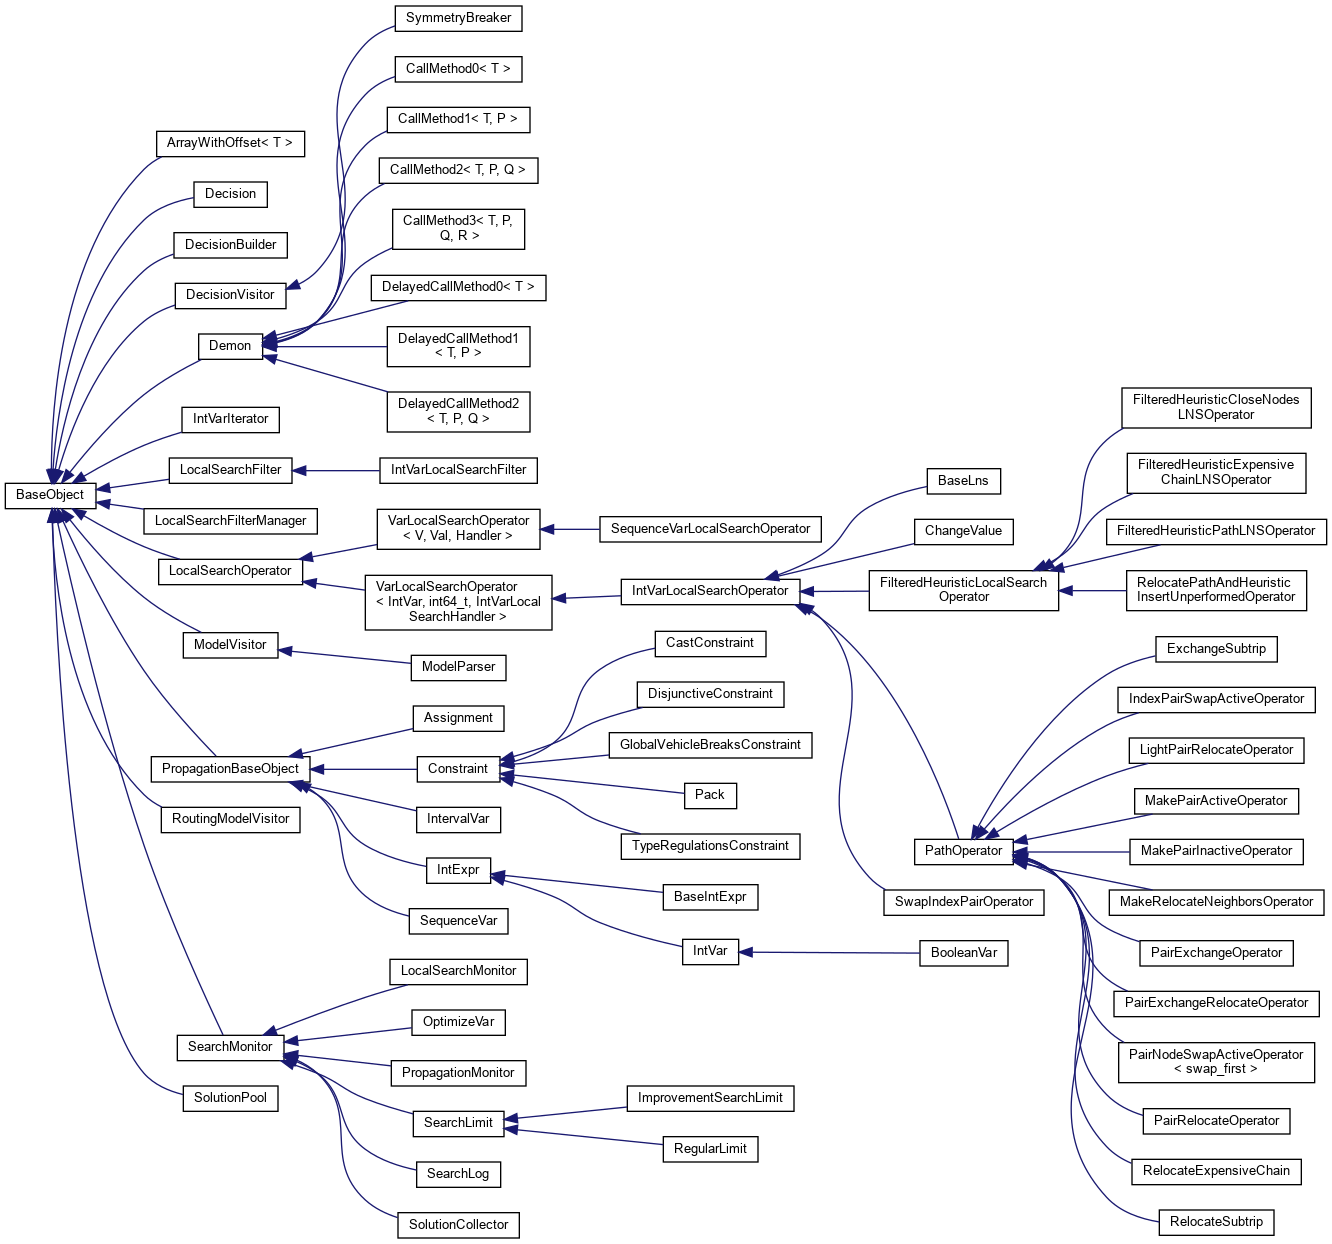 SymmetryBreaker
CallMethod0< T >
CallMethod1< T, P >
ArrayWithOffset< T >
CallMethod2< T, P, Q >
Decision
CallMethod3< T, P,
Q, R >
DecisionBuilder
DelayedCallMethod0< T >
DecisionVisitor
DelayedCallMethod1
< T, P >
Demon
DelayedCallMethod2
< T, P, Q >
IntVarIterator
LocalSearchFilter
IntVarLocalSearchFilter
BaseObject
LocalSearchFilterManager
VarLocalSearchOperator
< V, Val, Handler >
SequenceVarLocalSearchOperator
LocalSearchOperator
VarLocalSearchOperator
< IntVar, int64_t, IntVarLocal
SearchHandler >
IntVarLocalSearchOperator
BaseLns
ChangeValue
FilteredHeuristicLocalSearch
Operator
FilteredHeuristicCloseNodes
LNSOperator
FilteredHeuristicExpensive
ChainLNSOperator
FilteredHeuristicPathLNSOperator
RelocatePathAndHeuristic
InsertUnperformedOperator
ModelVisitor
ModelParser
CastConstraint
DisjunctiveConstraint
Assignment
GlobalVehicleBreaksConstraint
PropagationBaseObject
Constraint
Pack
RoutingModelVisitor
IntervalVar
TypeRegulationsConstraint
IntExpr
BaseIntExpr
SequenceVar
IntVar
BooleanVar
ExchangeSubtrip
IndexPairSwapActiveOperator
LightPairRelocateOperator
MakePairActiveOperator
PathOperator
MakePairInactiveOperator
SwapIndexPairOperator
MakeRelocateNeighborsOperator
PairExchangeOperator
PairExchangeRelocateOperator
PairNodeSwapActiveOperator
< swap_first >
PairRelocateOperator
RelocateExpensiveChain
RelocateSubtrip
LocalSearchMonitor
OptimizeVar
SearchMonitor
PropagationMonitor
SolutionPool
SearchLimit
ImprovementSearchLimit
RegularLimit
SearchLog
SolutionCollector